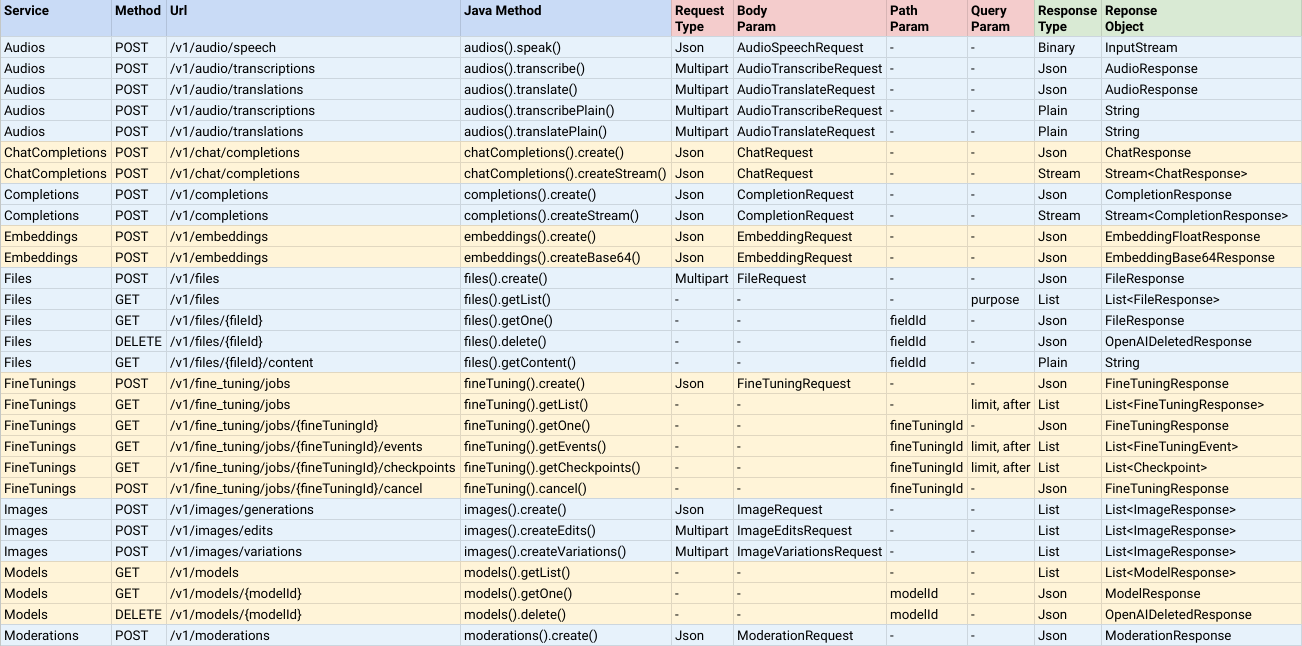 Service Method Url Java Method Request Type Body Param Path Param Query Param Response Type Reponse Object
Audios POST /v1/audio/speech audios().speak() Json AudioSpeechRequest - - Binary InputStream
Audios POST /v1/audio/transcriptions audios().transcribe() Multipart AudioTranscribeRequest - - Json AudioResponse
Audios POST /v1/audio/translations audios().translate() Multipart AudioTranslateRequest - - Json AudioResponse
Audios POST /v1/audio/transcriptions audios().transcribePlain() Multipart AudioTranscribeRequest - - Plain String
Audios POST /v1/audio/translations audios().translatePlain() Multipart AudioTranslateRequest - - Plain String
ChatCompletions POST /v1/chat/completions chatCompletions().create() Json ChatRequest - - Json ChatResponse
ChatCompletions POST /v1/chat/completions chatCompletions().createStream() Json ChatRequest - - Stream Stream<ChatResponse>
Completions POST /v1/completions completions().create() Json CompletionRequest - - Json CompletionResponse
Completions POST /v1/completions completions().createStream() Json CompletionRequest - - Stream Stream<CompletionResponse>
Embeddings POST /v1/embeddings embeddings().create() Json EmbeddingRequest - - Json EmbeddingFloatResponse
Embeddings POST /v1/embeddings embeddings().createBase64() Json EmbeddingRequest - - Json EmbeddingBase64Response
Files POST /v1/files files().create() Multipart FileRequest - - Json FileResponse
Files GET /v1/files files().getList() - - - purpose List List<FileResponse>
Files GET /v1/files/{fileId} files().getOne() - - fieldId - Json FileResponse
Files DELETE /v1/files/{fileId} files().delete() - - fieldId - Json OpenAIDeletedResponse
Files GET /v1/files/{fileId}/content files().getContent() - - fieldId - Plain String
FineTunings POST /v1/fine_tuning/jobs fineTuning().create() Json FineTuningRequest - - Json FineTuningResponse
FineTunings GET /v1/fine_tuning/jobs fineTuning().getList() - - - limit, after List List<FineTuningResponse>
FineTunings GET /v1/fine_tuning/jobs/{fineTuningId} fineTuning().getOne() - - fineTuningId - Json FineTuningResponse
FineTunings GET /v1/fine_tuning/jobs/{fineTuningId}/events fineTuning().getEvents() - - fineTuningId limit, after List List<FineTuningEvent>
FineTunings GET /v1/fine_tuning/jobs/{fineTuningId}/checkpoints fineTuning().getCheckpoints() - - fineTuningId limit, after List List<Checkpoint>
FineTunings POST /v1/fine_tuning/jobs/{fineTuningId}/cancel fineTuning().cancel() - - fineTuningId - Json FineTuningResponse
Images POST /v1/images/generations images().create() Json ImageRequest - - List List<ImageResponse>
Images POST /v1/images/edits images().createEdits() Multipart ImageEditsRequest - - List List<ImageResponse>
Images POST /v1/images/variations images().createVariations() Multipart ImageVariationsRequest - - List List<ImageResponse>
Models GET /v1/models models().getList() - - - - List List<ModelResponse>
Models GET /v1/models/{modelId} models().getOne() - - modelId - Json ModelResponse
Models DELETE /v1/models/{modelId} models().delete() - - modelId - Json OpenAIDeletedResponse
Moderations POST /v1/moderations moderations().create() Json ModerationRequest - - Json ModerationResponse